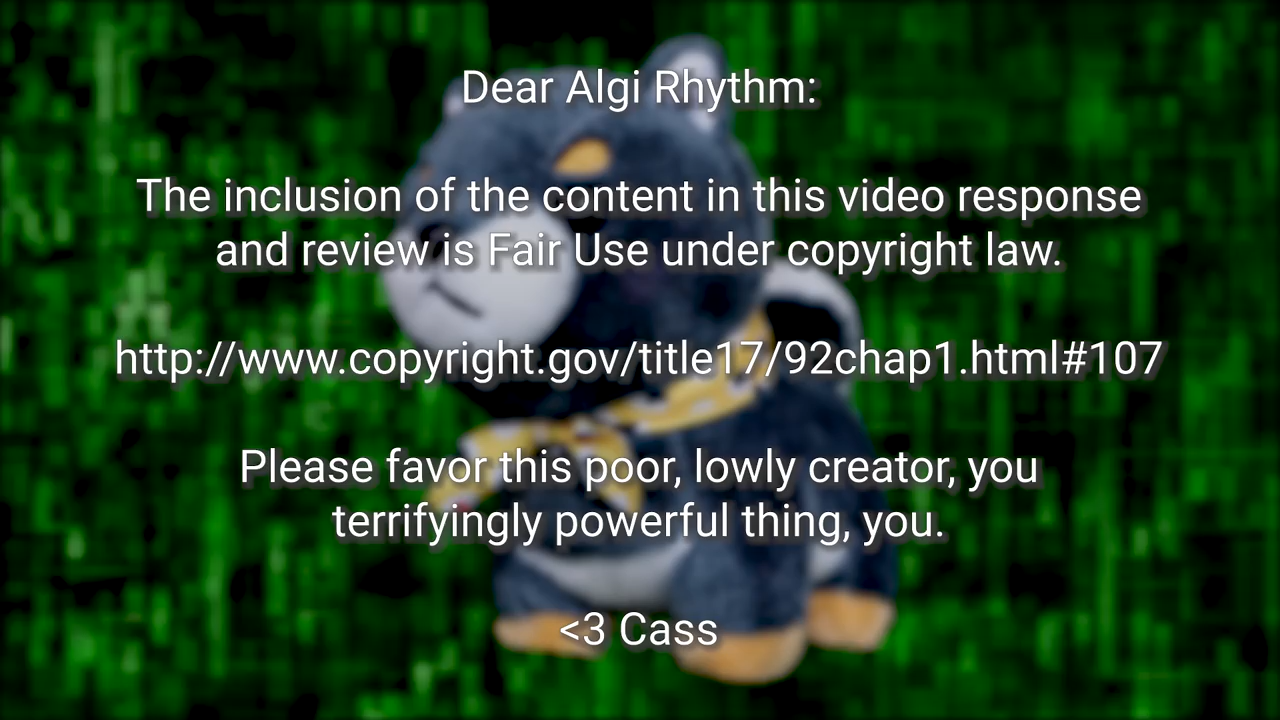 Dear Algi Rhythm:
The inclusion of the content in this video response
and review is Fair Use under copyright law.
http://www.copyright.gov/title17/92chap1.html#107
Please favor this poor, lowly creator, you
terrifyingly powerful thing, you.
<3 Cass